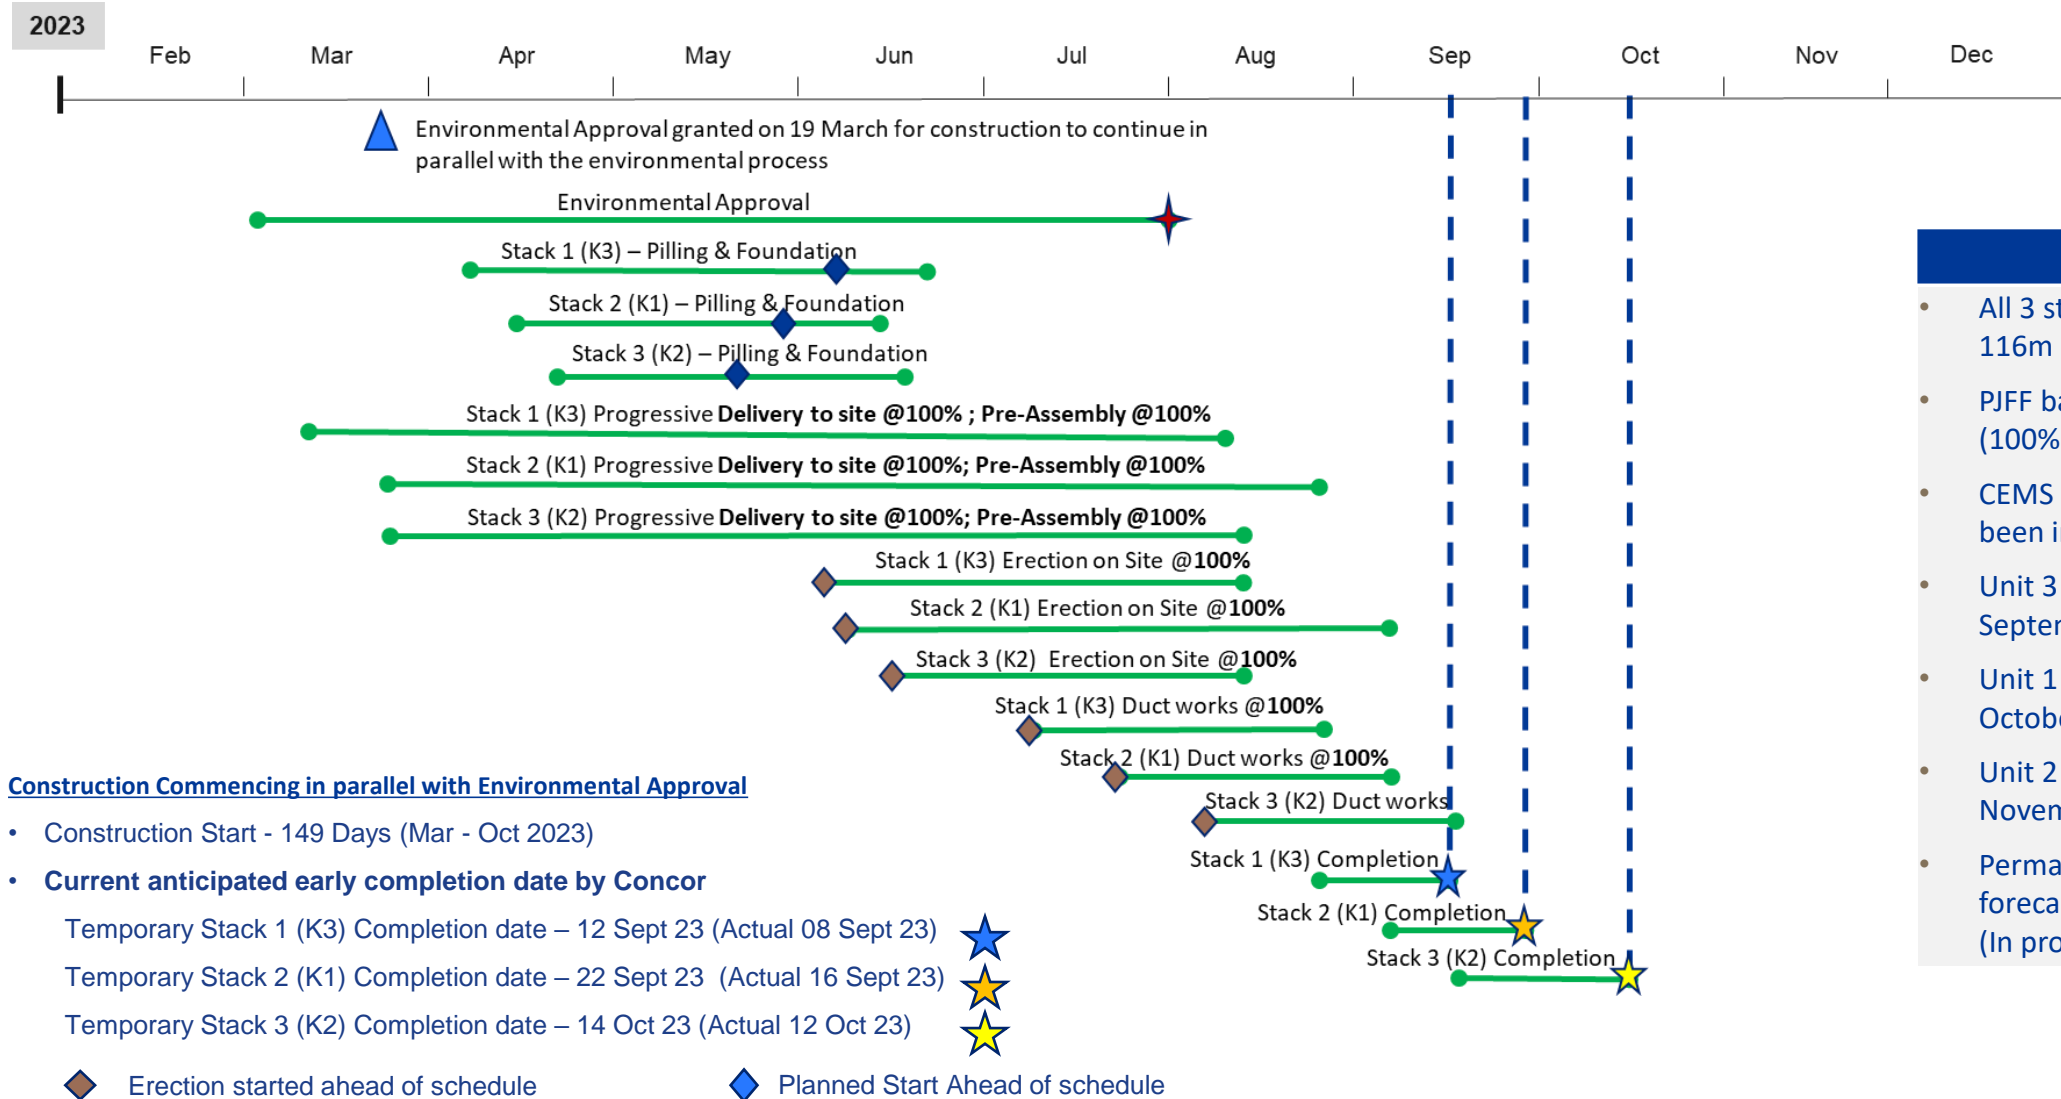 2023
Feb Mar Apr May Jun Jul Aug Sep Oct Nov Dec
Environmental Approval granted on 19 March for construction to continue in
parallel with the environmental process
Environmental Approval
Stack 1 (K3) – Pilling & Foundation
Stack 2 (K1) – Pilling & Foundation
Stack 3 (K2) – Pilling & Foundation
Stack 1 (K3) Progressive Delivery to site @100% ; Pre-Assembly @100%
Stack 2 (K1) Progressive Delivery to site @100%; Pre-Assembly @100%
Stack 3 (K2) Progressive Delivery to site @100%; Pre-Assembly @100%
Stack 1 (K3) Erection on Site @100%
Stack 2 (K1) Erection on Site @100%
Stack 3 (K2) Erection on Site @100%
Stack 1 (K3) Duct works @100%
Stack 2 (K1) Duct works @100%
Stack 3 (K2) Duct works
Stack 1 (K3) Completion
Stack 2 (K1) Completion
Stack 3 (K2) Completion
Construction Commencing in parallel with Environmental Approval
• Construction Start - 149 Days (Mar - Oct 2023)
• Current anticipated early completion date by Concor
Temporary Stack 1 (K3) Completion date – 12 Sept 23 (Actual 08 Sept 23)
Temporary Stack 2 (K1) Completion date – 22 Sept 23 (Actual 16 Sept 23)
Temporary Stack 3 (K2) Completion date – 14 Oct 23 (Actual 12 Oct 23)
Erection started ahead of schedule
Planned Start Ahead of schedule
• All 3 st
116m
• PJFF ba
(100%
• CEMS
been i
• Unit 3
Septe
• Unit 1
Octob
• Unit 2
Noven
• Perma
foreca
(In pro